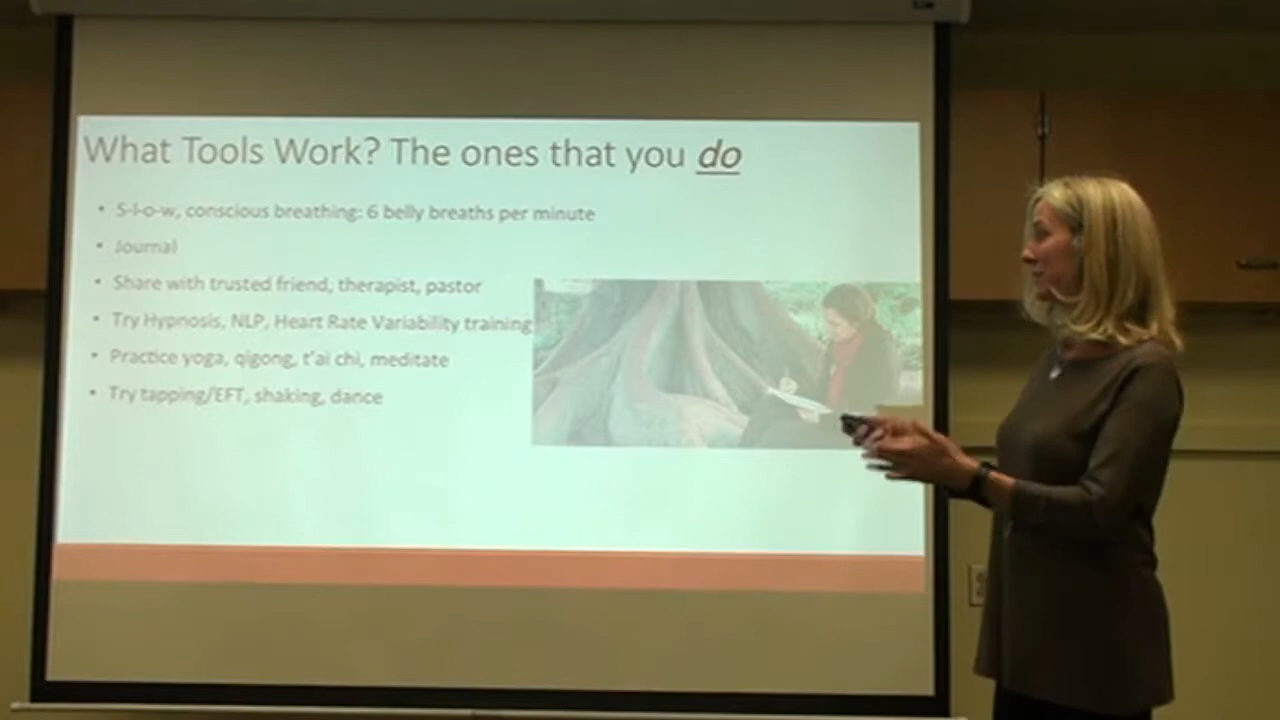 What Tools Work? The ones that you do
• S-l-o-w, conscious breathing: 6 belly breaths per minute
• Journal
• Share with trusted friend, therapist, pastor
• Try Hypnosis, NLP, Heart Rate Variability training
• Practice yoga, qigong, t'ai chi, meditate
• Try tapping/EFT, shaking, dance